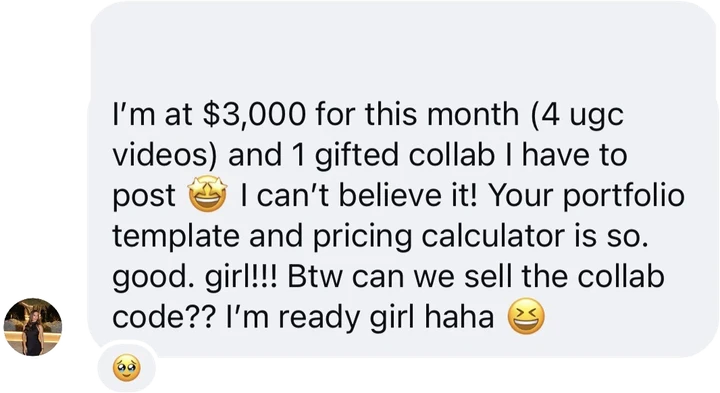 I’m at $3,000 for this month (4 ugc
videos) and 1 gifted collab I have to
post 🤩 I can’t believe it! Your portfolio
template and pricing calculator is so.
good. girl!!! Btw can we sell the collab
code?? I’m ready girl haha 😆
🥹